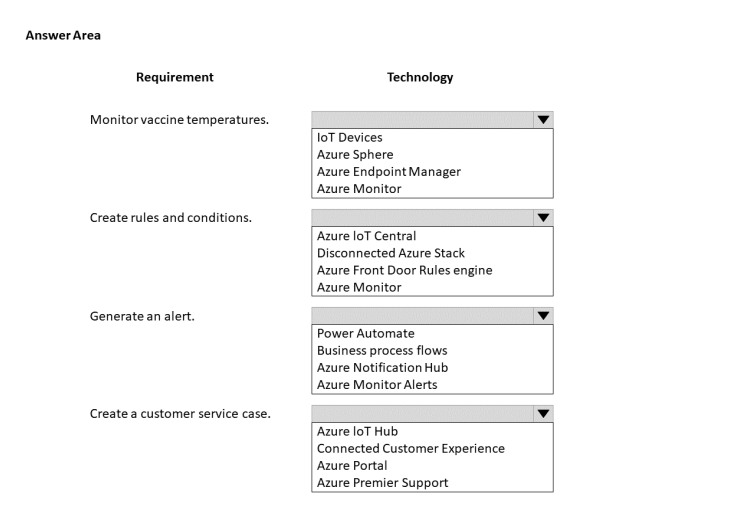 Answer Area
Requirement Technology
Monitor vaccine temperatures.
IoT Devices
Azure Sphere
Azure Endpoint Manager
Azure Monitor
Create rules and conditions.
Azure IoT Central
Disconnected Azure Stack
Azure Front Door Rules engine
Azure Monitor
Generate an alert.
Power Automate
Business process flows
Azure Notification Hub
Azure Monitor Alerts
Create a customer service case.
Azure IoT Hub
Connected Customer Experience
Azure Portal
Azure Premier Support